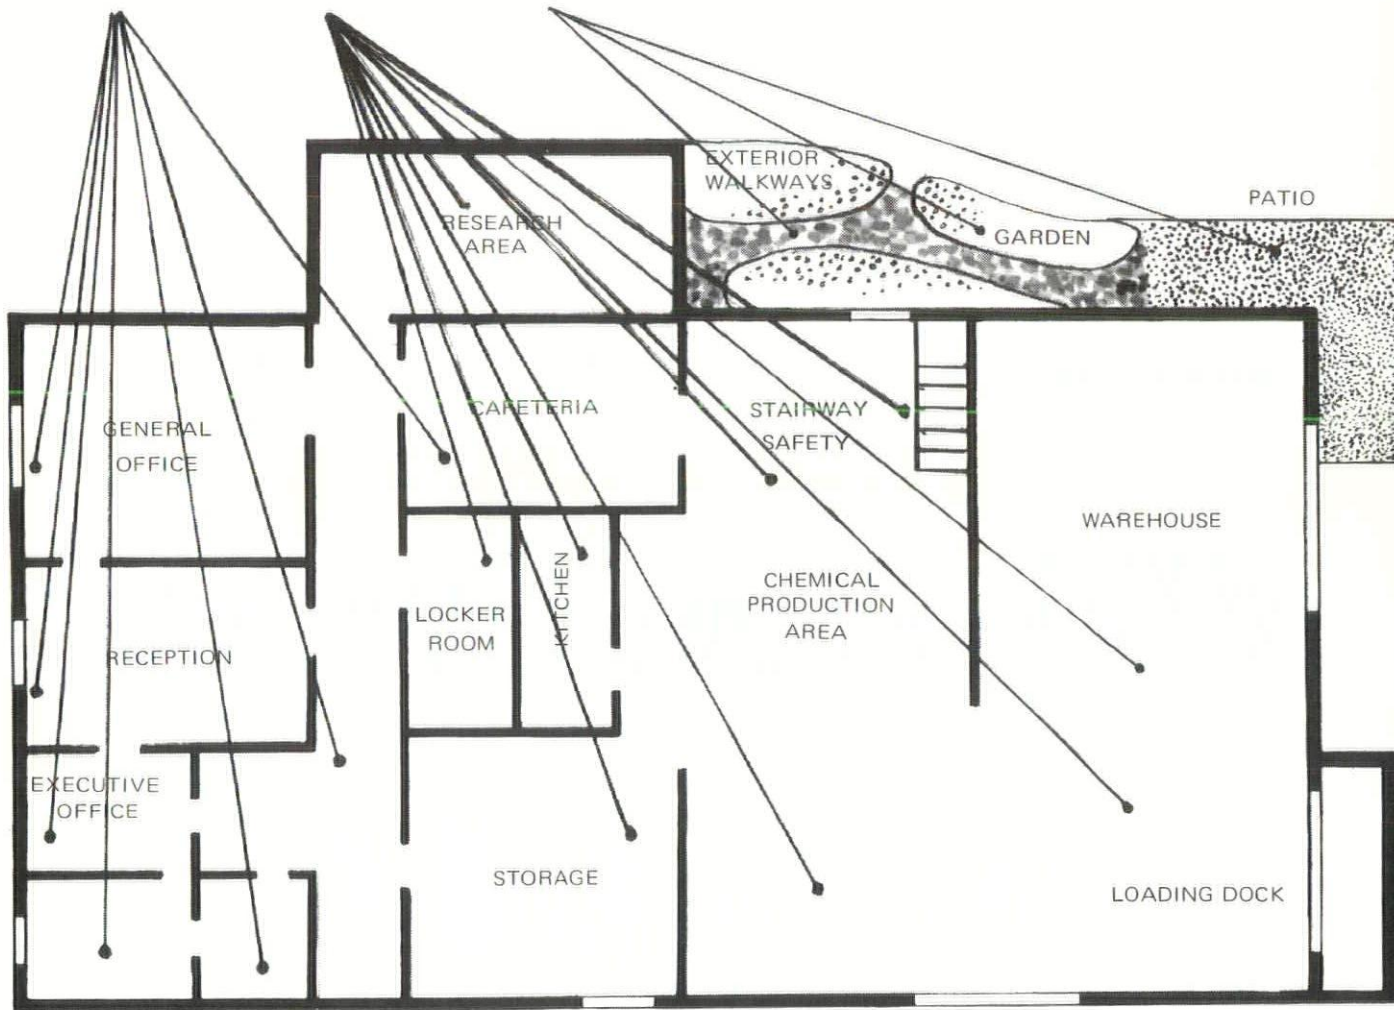 EXTERIOR
WALKWAYS
PATIO
RESEARCH
AREA
GARDEN
GENERAL
OFFICE
CAFETERIA
STAIRWAY
SAFETY
WAREHOUSE
LOCKER
ROOM
KITCHEN
CHEMICAL
PRODUCTION
AREA
RECEPTION
EXECUTIVE
OFFICE
STORAGE
LOADING DOCK